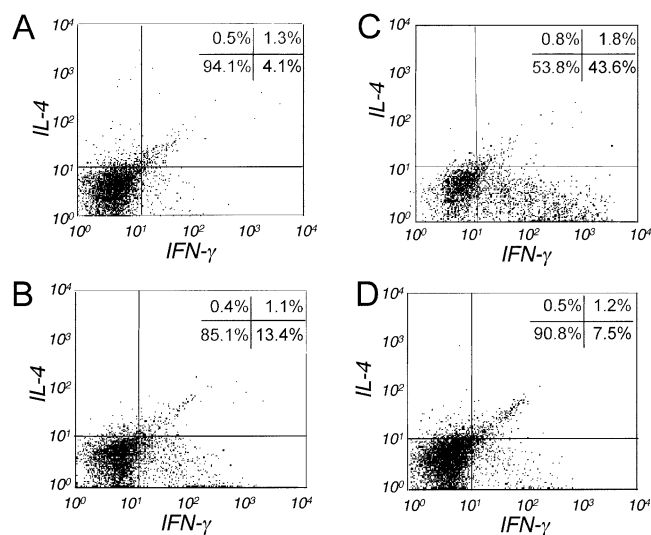 A
10⁴
10³
10²
10¹
10⁰
IL-4
0.5% 1.3%
94.1% 4.1%
10⁰ 10¹ 10² 10³ 10⁴
IFN-γ
C
10⁴
10³
10²
10¹
10⁰
IL-4
0.8% 1.8%
53.8% 43.6%
10⁰ 10¹ 10² 10³ 10⁴
IFN-γ
B
10⁴
10³
10²
10¹
10⁰
IL-4
0.4% 1.1%
85.1% 13.4%
10⁰ 10¹ 10² 10³ 10⁴
IFN-γ
D
10⁴
10³
10²
10¹
10⁰
IL-4
0.5% 1.2%
90.8% 7.5%
10⁰ 10¹ 10² 10³ 10⁴
IFN-γ